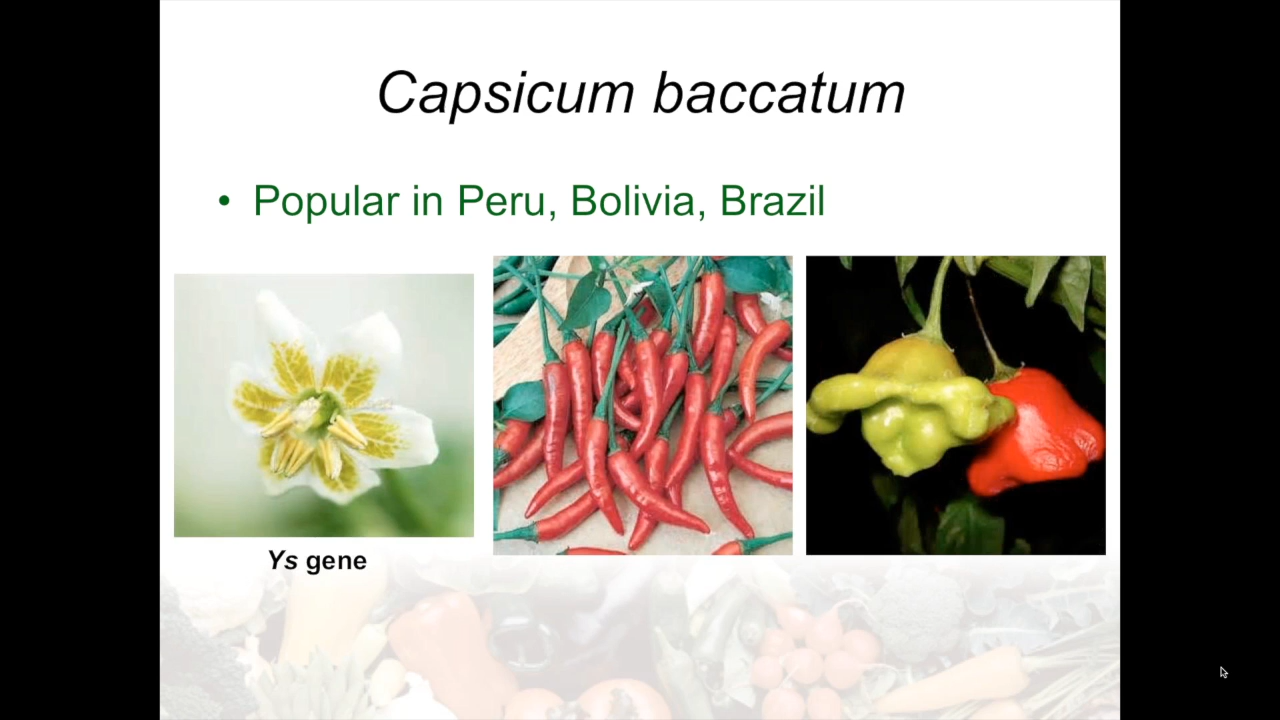 Capsicum baccatum
• Popular in Peru, Bolivia, Brazil
Ys gene